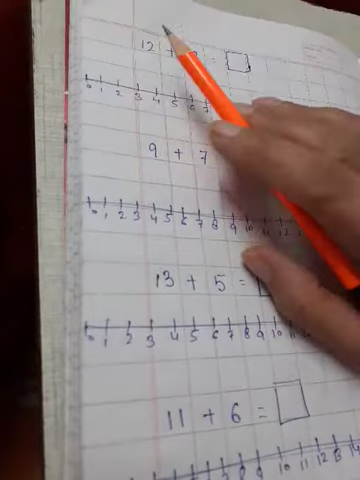 12 + =
0 1 2 3 4 5 6 7
9 + 7
0 1 2 3 4 5 6 7 8 9 10 11 12
13 + 5 =
0 1 2 3 4 5 6 7 8 9 10 11
11 + 6 =
10 11 12 13 14